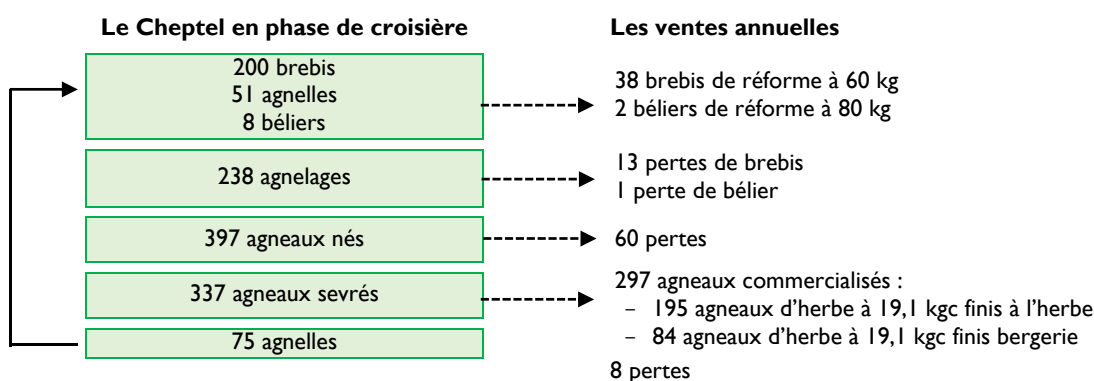 Le Cheptel en phase de croisière
Les ventes annuelles
200 brebis
51 agnelles
8 béliers
38 brebis de réforme à 60 kg
2 béliers de réforme à 80 kg
238 agnelages
13 pertes de brebis
1 perte de bélier
397 agneaux nés
60 pertes
337 agneaux sevrés
297 agneaux commercialisés :
– 195 agneaux d'herbe à 19,1 kgc finis à l'herbe
– 84 agneaux d'herbe à 19,1 kgc finis bergerie
75 agnelles
8 pertes